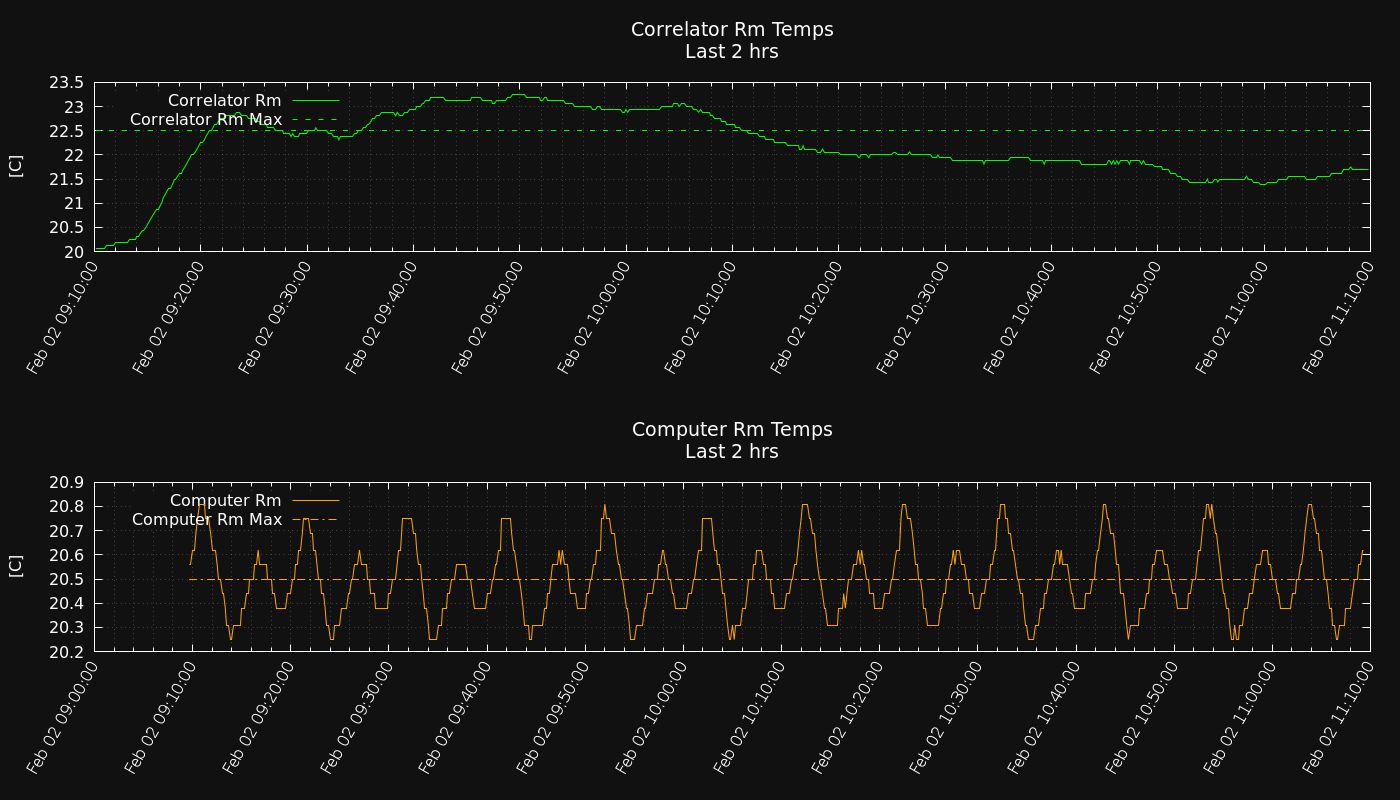 Correlator Rm Temps
Last 2 hrs
23.5
23
22.5
22
21.5
21
20.5
20
[C]
Correlator Rm
Correlator Rm Max
Feb 02 09:10:00
Feb 02 09:20:00
Feb 02 09:30:00
Feb 02 09:40:00
Feb 02 09:50:00
Feb 02 10:00:00
Feb 02 10:10:00
Feb 02 10:20:00
Feb 02 10:30:00
Feb 02 10:40:00
Feb 02 10:50:00
Feb 02 11:00:00
Feb 02 11:10:00
Computer Rm Temps
Last 2 hrs
20.9
20.8
20.7
20.6
20.5
20.4
20.3
20.2
[C]
Computer Rm
Computer Rm Max
Feb 02 09:00:00
Feb 02 09:10:00
Feb 02 09:20:00
Feb 02 09:30:00
Feb 02 09:40:00
Feb 02 09:50:00
Feb 02 10:00:00
Feb 02 10:10:00
Feb 02 10:20:00
Feb 02 10:30:00
Feb 02 10:40:00
Feb 02 10:50:00
Feb 02 11:00:00
Feb 02 11:10:00